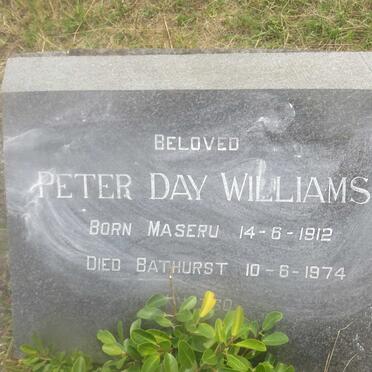 BELOVED
PETER DAY WILLIAMS
BORN MASERU 14-6-1912
DIED BATHURST 10-6-1974